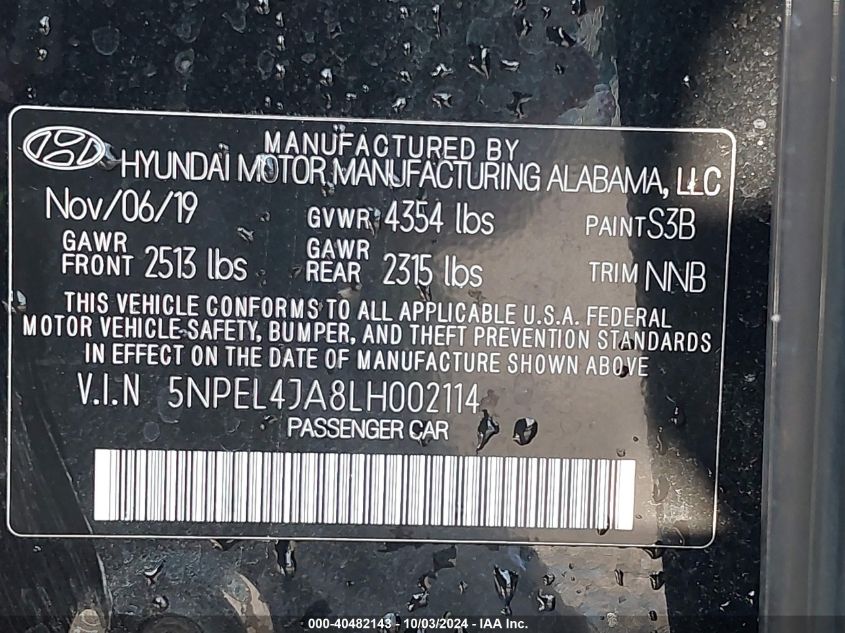 MANUFACTURED BY
HYUNDAI MOTOR MANUFACTURING ALABAMA, LLC
Nov/06/19 GVWR 4354 lbs PAINT S3B
GAWR FRONT 2513 lbs GAWR REAR 2315 lbs TRIM NNB
THIS VEHICLE CONFORMS TO ALL APPLICABLE U.S.A. FEDERAL
MOTOR VEHICLE SAFETY, BUMPER, AND THEFT PREVENTION STANDARDS
IN EFFECT ON THE DATE OF MANUFACTURE SHOWN ABOVE
V.I.N 5NPEL4JA8LH002114
PASSENGER CAR
000-40482143 - 10/03/2024 - IAA Inc.